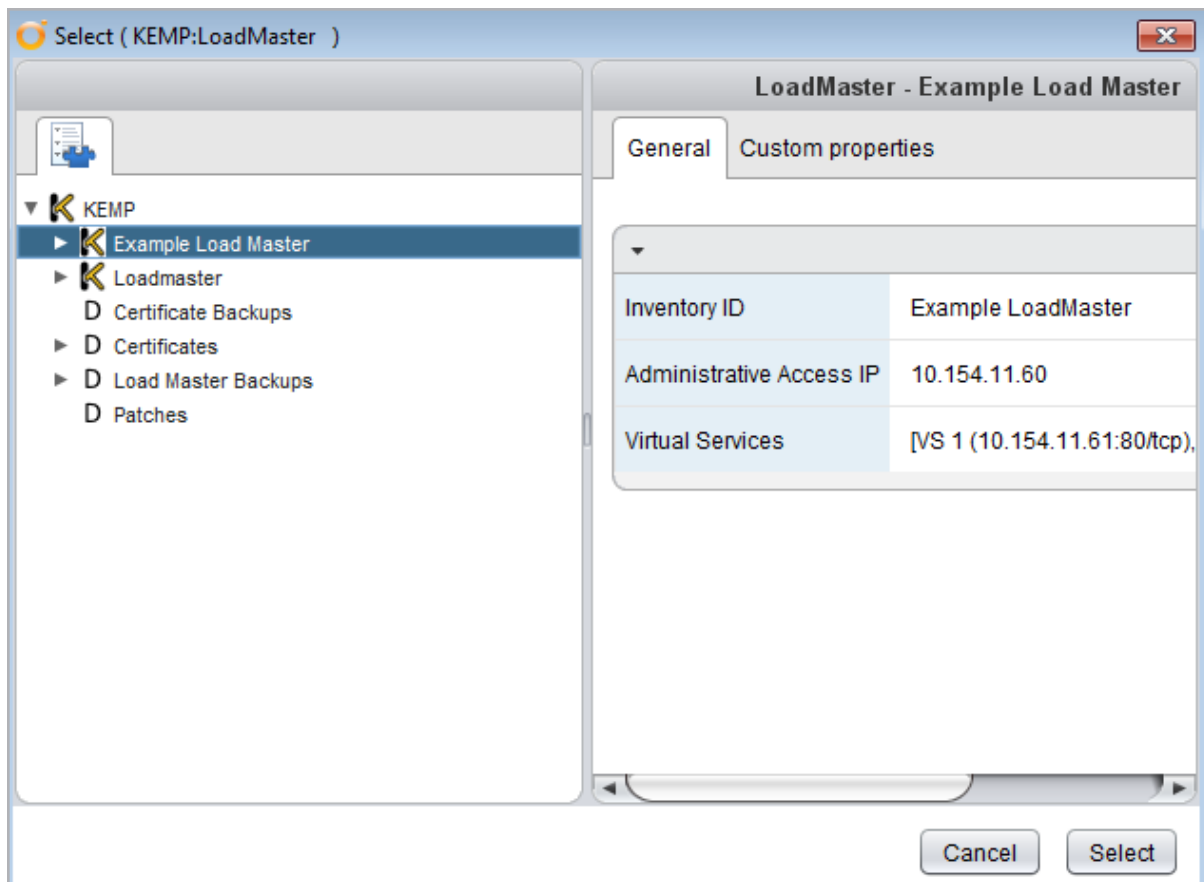 Select ( KEMP:LoadMaster )
KEMP
Example Load Master
Loadmaster
D Certificate Backups
D Certificates
D Load Master Backups
D Patches
LoadMaster - Example Load Master
General Custom properties
Inventory ID Example LoadMaster
Administrative Access IP 10.154.11.60
Virtual Services [VS 1 (10.154.11.61:80/tcp),
Cancel Select